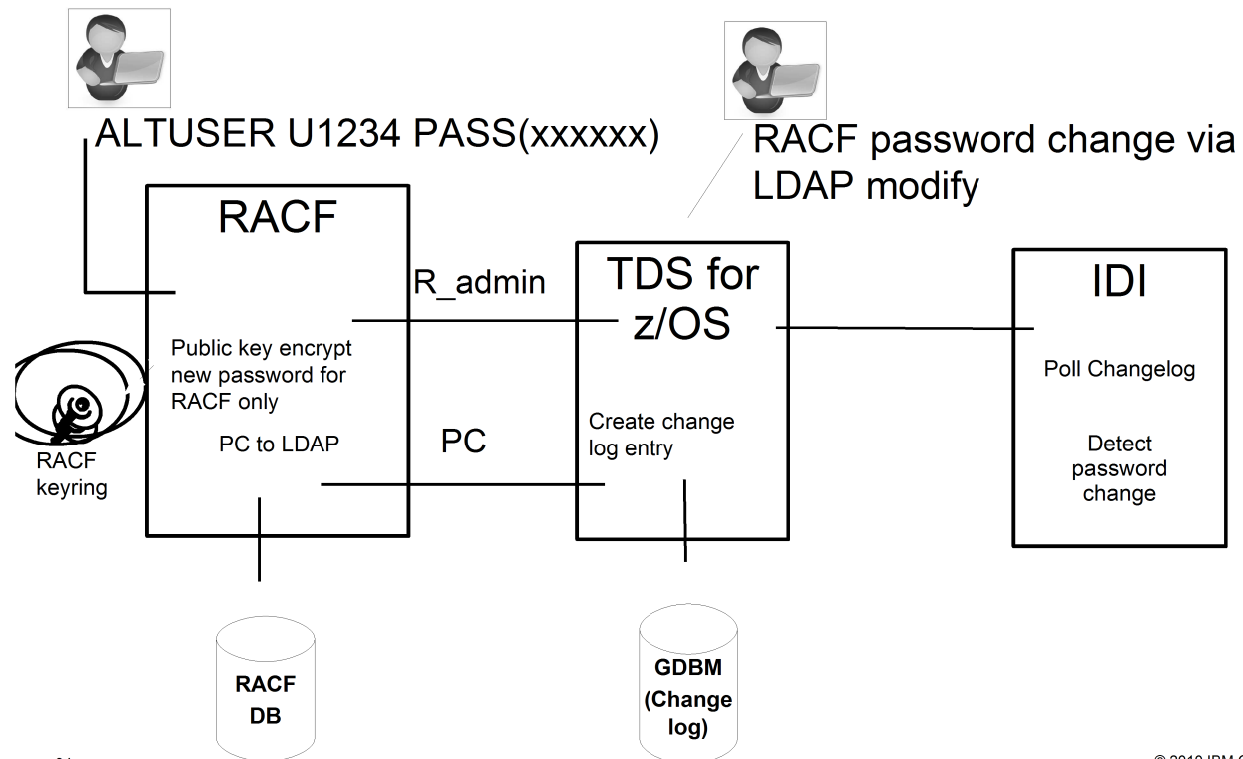 ALTUSER U1234 PASS(xxxxxx)
RACF password change via
LDAP modify
RACF
R_admin
Public key encrypt
new password for
RACF only
PC to LDAP
RACF
keyring
PC
TDS for
z/OS
Create change
log entry
IDI
Poll Changelog
Detect
password
change
RACF
DB
GDBM
(Change
log)